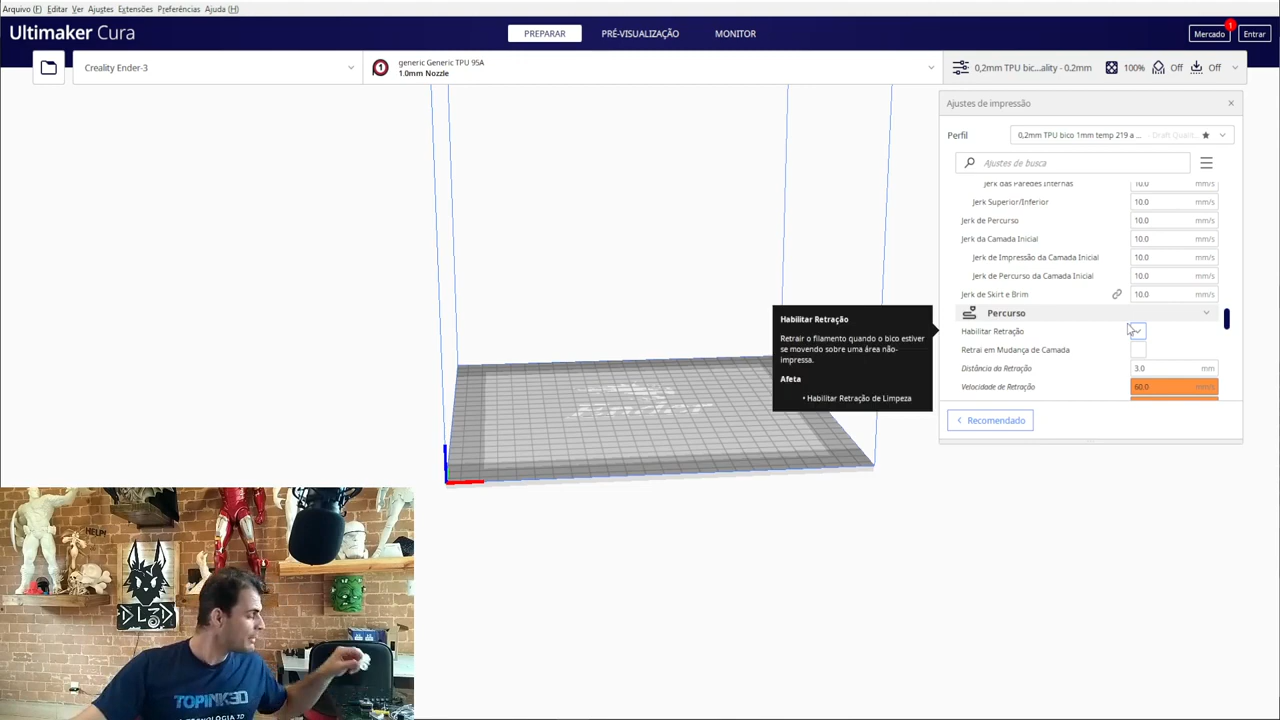 Arquivo (F) Editar Ver Ajustes Extensões Preferências Ajuda (H)
Ultimaker Cura
PREPARAR
PRÉ-VISUALIZAÇÃO
MONITOR
Mercado
1
Entrar
Creality Ender-3
1
generic Generic TPU 95A
1.0mm Nozzle
0,2mm TPU bic...ality - 0.2mm
100%
Off
Off
Ajustes de impressão
Perfil
0,2mm TPU bico 1mm temp 219 a ...
Ajustes de busca
Jerk das Paredes Internas 10.0 mm/s
Jerk Superior/Inferior 10.0 mm/s
Jerk de Percurso 10.0 mm/s
Jerk da Camada Inicial 10.0 mm/s
Jerk de Impressão da Camada Inicial 10.0 mm/s
Jerk de Percurso da Camada Inicial 10.0 mm/s
Jerk de Skirt e Brim 10.0 mm/s
Percurso
Habilitar Retração
Retrai em Mudança de Camada
Distância da Retração 3.0 mm
Velocidade de Retração 60.0 mm/s
Recomendado
Habilitar Retração
Retrair o filamento quando o bico estiver
se movendo sobre uma área não-
impressa.
Afeta
• Habilitar Retração de Limpeza
HELP!
DL3D
TOPINK3D